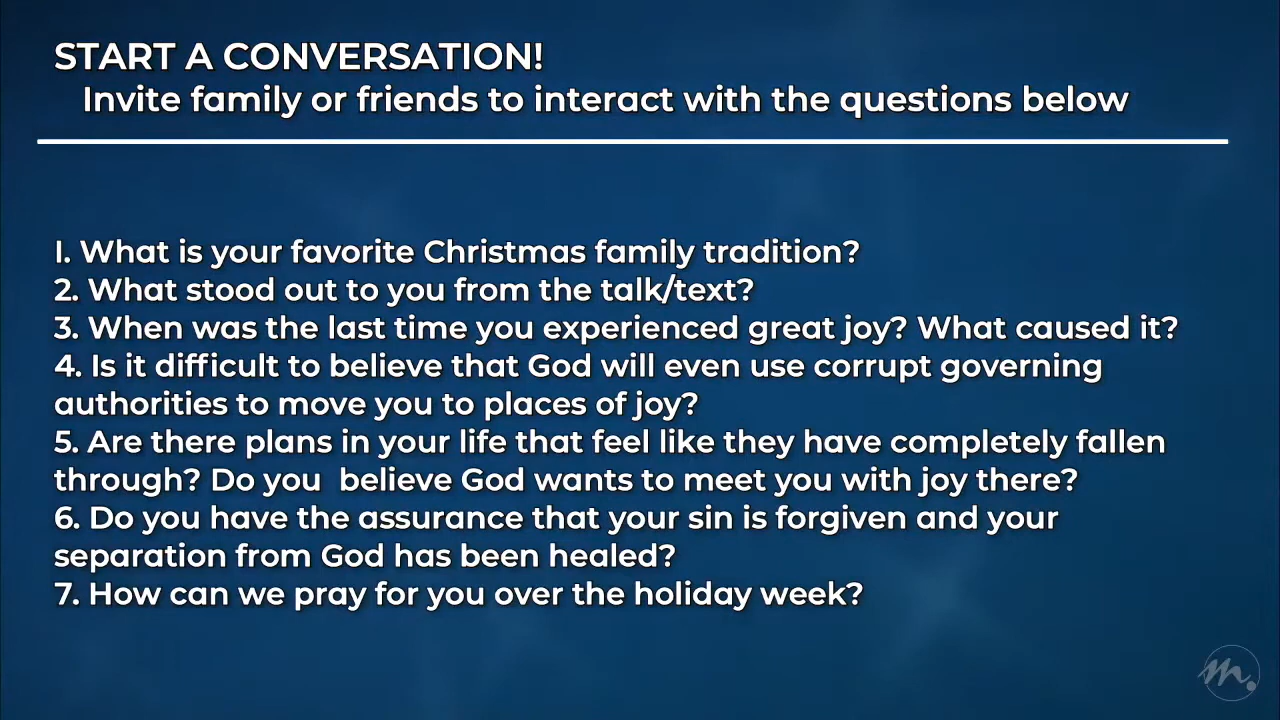 START A CONVERSATION!
Invite family or friends to interact with the questions below
1. What is your favorite Christmas family tradition?
2. What stood out to you from the talk/text?
3. When was the last time you experienced great joy? What caused it?
4. Is it difficult to believe that God will even use corrupt governing
authorities to move you to places of joy?
5. Are there plans in your life that feel like they have completely fallen
through? Do you  believe God wants to meet you with joy there?
6. Do you have the assurance that your sin is forgiven and your
separation from God has been healed?
7. How can we pray for you over the holiday week?
m.